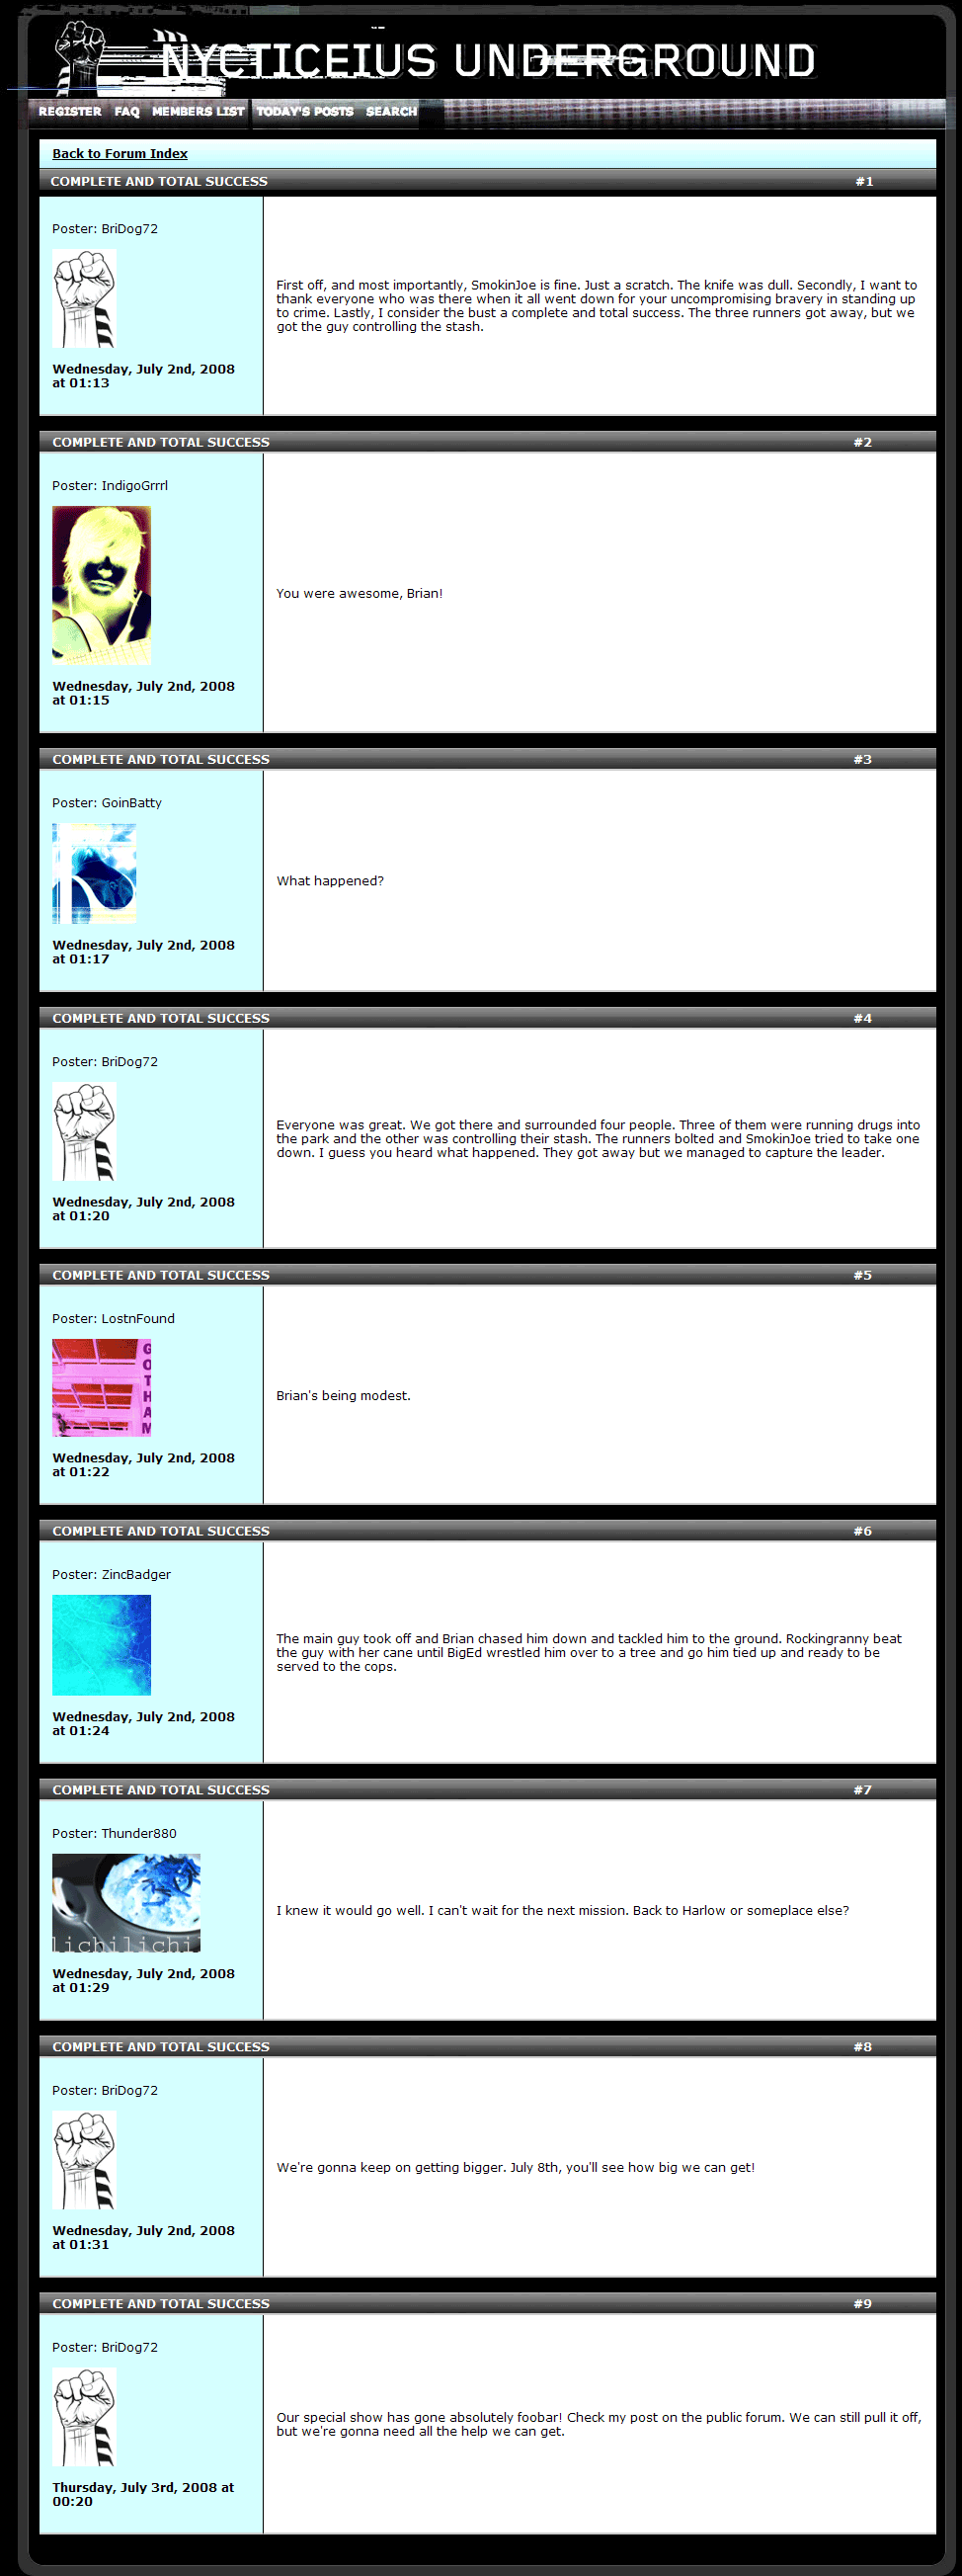 NYCTICEIUS UNDERGROUND
REGISTER FAQ MEMBERS LIST TODAY'S POSTS SEARCH
Back to Forum Index
COMPLETE AND TOTAL SUCCESS #1
Poster: BriDog72
Wednesday, July 2nd, 2008
at 01:13
First off, and most importantly, SmokinJoe is fine. Just a scratch. The knife was dull. Secondly, I want to
thank everyone who was there when it all went down for your uncompromising bravery in standing up
to crime. Lastly, I consider the bust a complete and total success. The three runners got away, but we
got the guy controlling the stash.
COMPLETE AND TOTAL SUCCESS #2
Poster: IndigoGrrrl
Wednesday, July 2nd, 2008
at 01:15
You were awesome, Brian!
COMPLETE AND TOTAL SUCCESS #3
Poster: GoinBatty
Wednesday, July 2nd, 2008
at 01:17
What happened?
COMPLETE AND TOTAL SUCCESS #4
Poster: BriDog72
Wednesday, July 2nd, 2008
at 01:20
Everyone was great. We got there and surrounded four people. Three of them were running drugs into
the park and the other was controlling their stash. The runners bolted and SmokinJoe tried to take one
down. I guess you heard what happened. They got away but we managed to capture the leader.
COMPLETE AND TOTAL SUCCESS #5
Poster: LostnFound
GOTHAM
Wednesday, July 2nd, 2008
at 01:22
Brian's being modest.
COMPLETE AND TOTAL SUCCESS #6
Poster: ZincBadger
Wednesday, July 2nd, 2008
at 01:24
The main guy took off and Brian chased him down and tackled him to the ground. Rockingranny beat
the guy with her cane until BigEd wrestled him over to a tree and go him tied up and ready to be
served to the cops.
COMPLETE AND TOTAL SUCCESS #7
Poster: Thunder880
lichilichil
Wednesday, July 2nd, 2008
at 01:29
I knew it would go well. I can't wait for the next mission. Back to Harlow or someplace else?
COMPLETE AND TOTAL SUCCESS #8
Poster: BriDog72
Wednesday, July 2nd, 2008
at 01:31
We're gonna keep on getting bigger. July 8th, you'll see how big we can get!
COMPLETE AND TOTAL SUCCESS #9
Poster: BriDog72
Thursday, July 3rd, 2008 at
00:20
Our special show has gone absolutely foobar! Check my post on the public forum. We can still pull it off,
but we're gonna need all the help we can get.